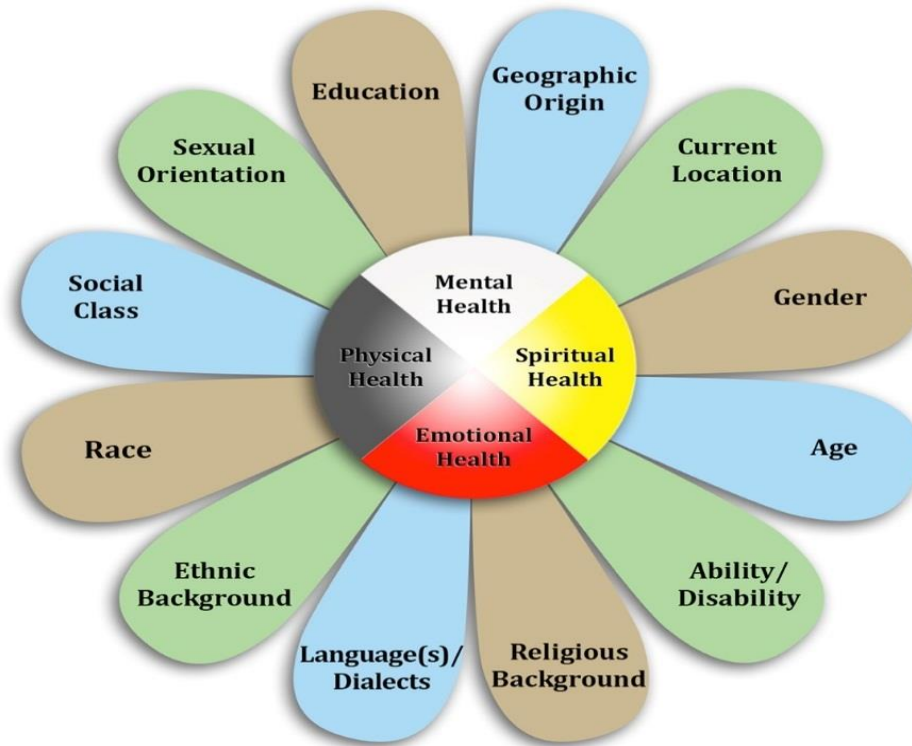 Education
Geographic
Origin
Current
Location
Gender
Age
Ability/
Disability
Religious
Background
Language(s)/
Dialects
Ethnic
Background
Race
Social
Class
Sexual
Orientation
Mental
Health
Spiritual
Health
Emotional
Health
Physical
Health